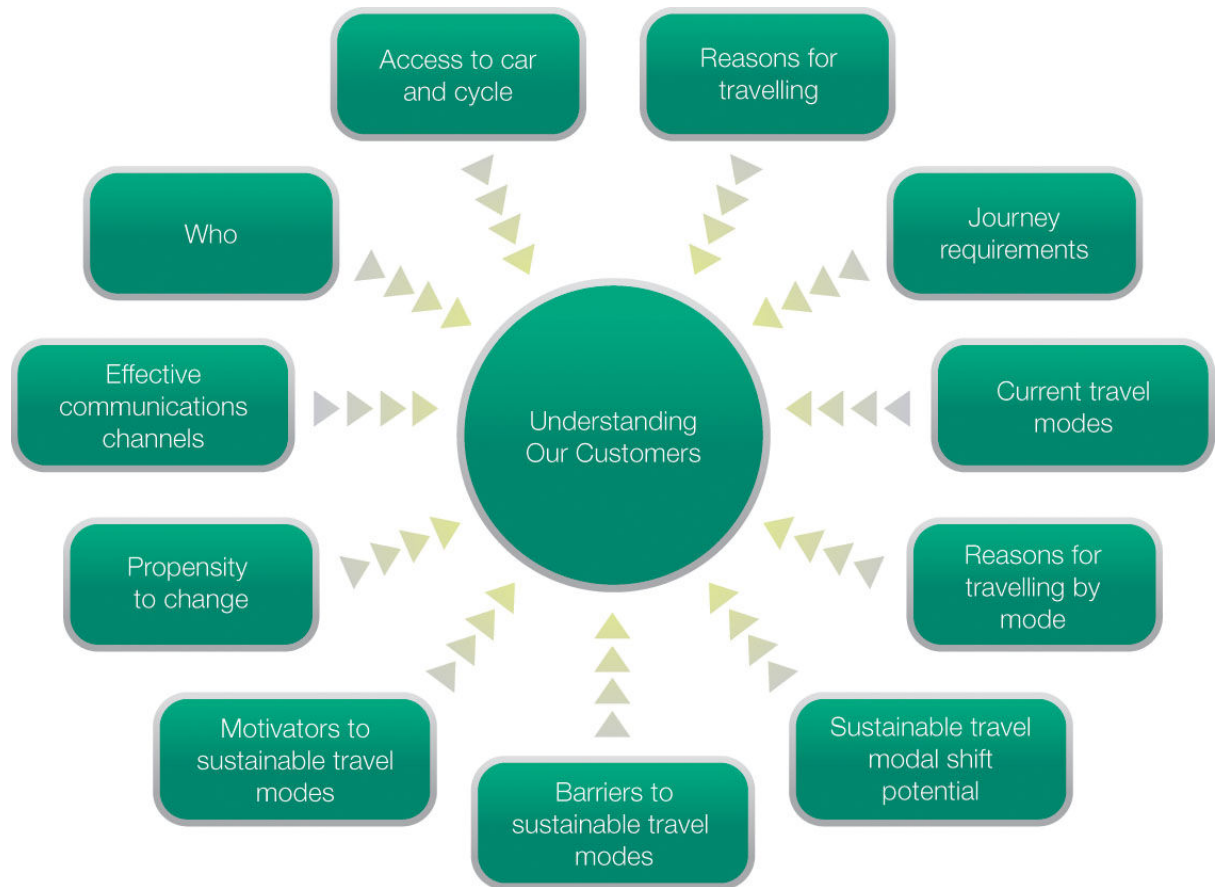 Access to car
and cycle
Reasons for
travelling
Who
Journey
requirements
Effective
communications
channels
Understanding
Our Customers
Current travel
modes
Propensity
to change
Reasons for
travelling by
mode
Motivators to
sustainable travel
modes
Barriers to
sustainable travel
modes
Sustainable travel
modal shift
potential